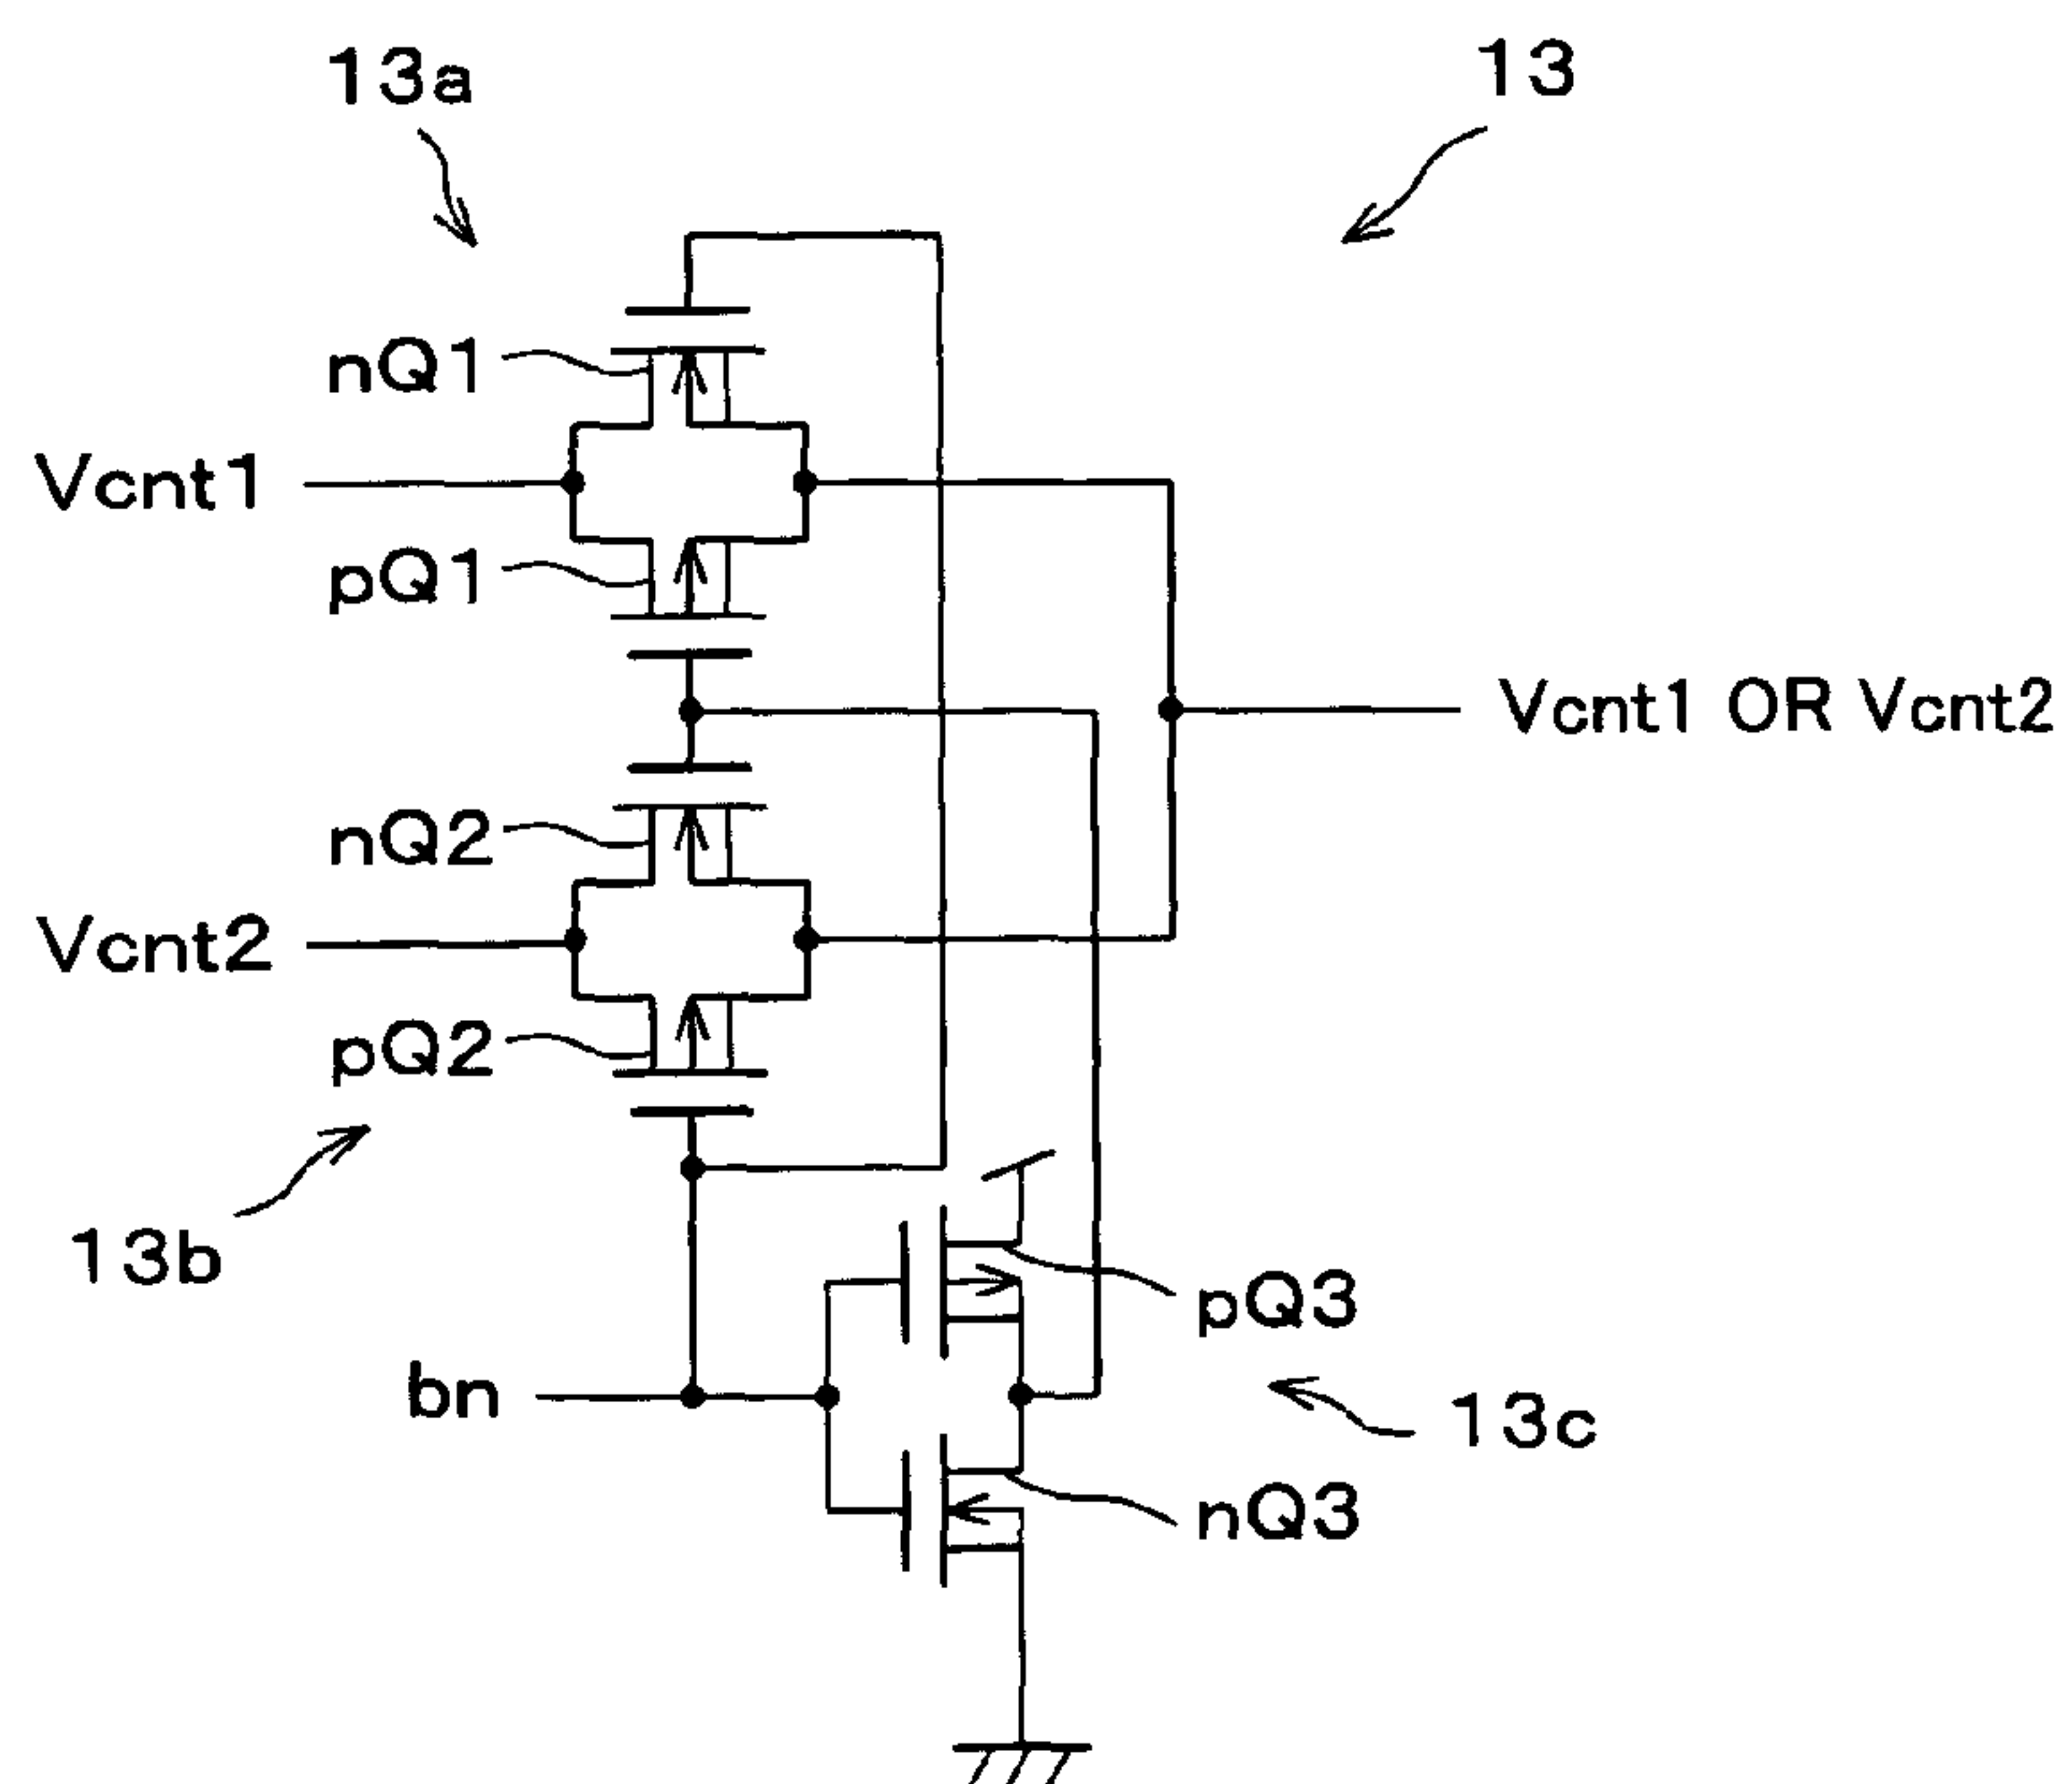 13a
13
nQ1
Vcnt1
pQ1
Vcnt1 OR Vcnt2
nQ2
Vcnt2
pQ2
13b
pQ3
bn
13c
nQ3